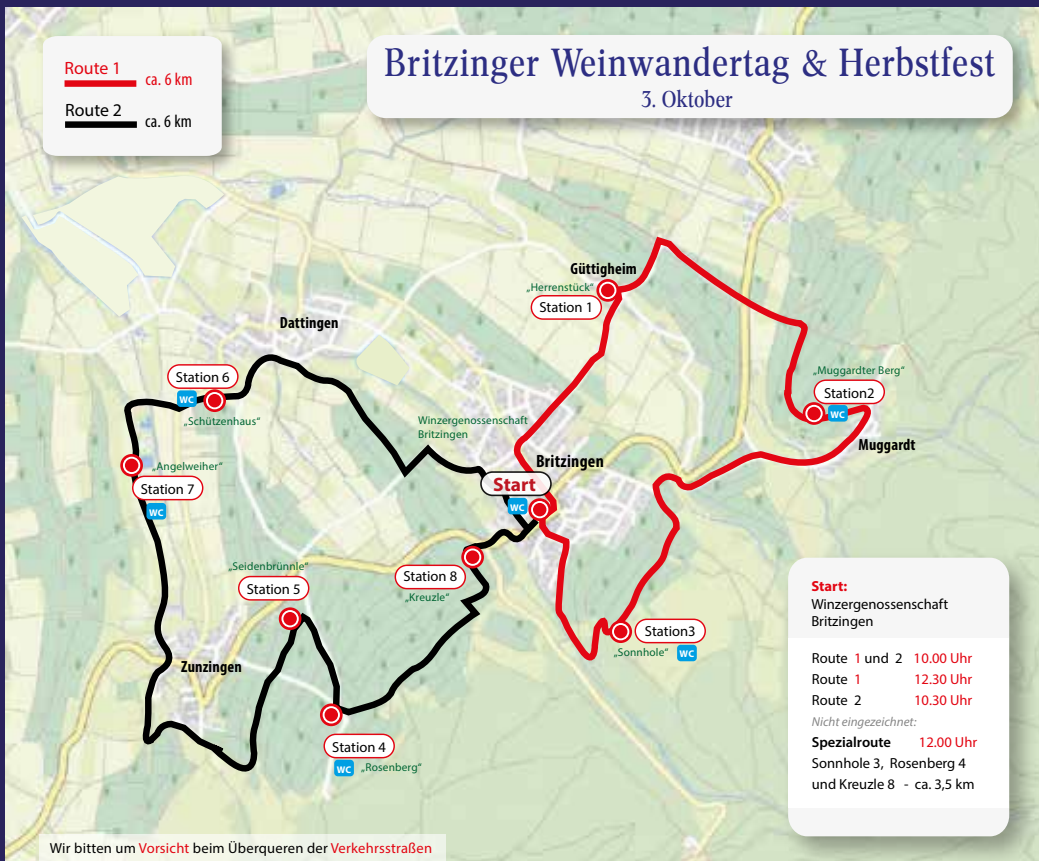 Britzinger Weinwandertag & Herbstfest
3. Oktober
Route 1
ca. 6 km
Route 2
ca. 6 km
Güttigheim
„Herrenstück“
Station 1
Dattingen
„Muggardter Berg“
Station2
WC
Muggardt
Station 6
WC
„Schützenhaus“
Winzergenossenschaft
Britzingen
Britzingen
Start
WC
„Angelweiher“
Station 7
WC
Station 8
„Kreuzle“
„Seidenbrünnle“
Station 5
Station3
„Sonnhole“
WC
Zunzingen
Station 4
WC
„Rosenberg“
Start:
Winzergenossenschaft
Britzingen
Route 1 und 2 10.00 Uhr
Route 1 12.30 Uhr
Route 2 10.30 Uhr
Nicht eingezeichnet:
Spezialroute 12.00 Uhr
Sonnhole 3, Rosenberg 4
und Kreuzle 8 - ca. 3,5 km
Wir bitten um Vorsicht beim Überqueren der Verkehrsstraßen